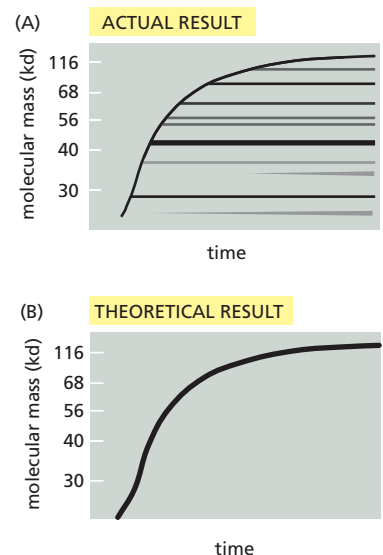 (A) ACTUAL RESULT
molecular mass (kd)
116
68
56
40
30
time
(B) THEORETICAL RESULT
molecular mass (kd)
116
68
56
40
30
time